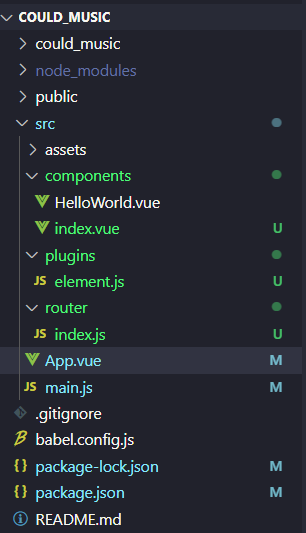 COULD_MUSIC
could_music
node_modules
public
src
assets
components
HelloWorld.vue
index.vue U
plugins
JS element.js U
router
JS index.js U
App.vue M
JS main.js M
.gitignore
babel.config.js
{} package-lock.json M
{} package.json M
README.md